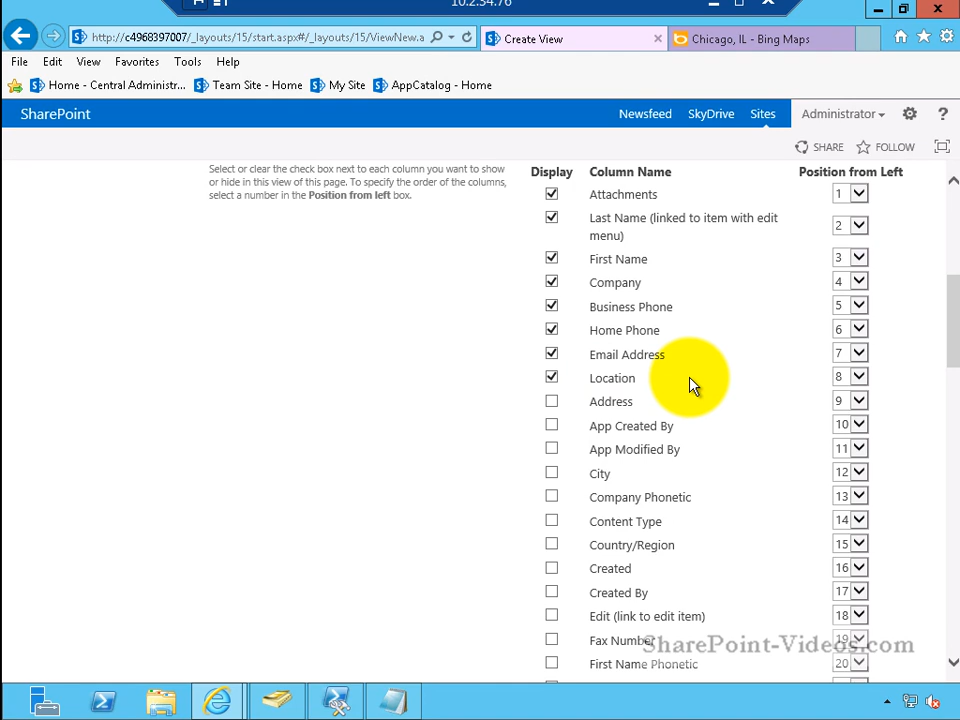 10.2.34.76
http://c4968397007/_layouts/15/start.aspx#/_layouts/15/ViewNew.a
Create View
Chicago, IL - Bing Maps
File Edit View Favorites Tools Help
Home - Central Administr... Team Site - Home My Site AppCatalog - Home
SharePoint Newsfeed SkyDrive Sites Administrator ?
SHARE FOLLOW
Select or clear the check box next to each column you want to show
or hide in this view of this page. To specify the order of the columns,
select a number in the Position from left box.
Display Column Name Position from Left
Attachments 1
Last Name (linked to item with edit
menu) 2
First Name 3
Company 4
Business Phone 5
Home Phone 6
Email Address 7
Location 8
Address 9
App Created By 10
App Modified By 11
City 12
Company Phonetic 13
Content Type 14
Country/Region 15
Created 16
Created By 17
Edit (link to edit item) 18
Fax Number 19
SharePoint-Videos.com
First Name Phonetic 20